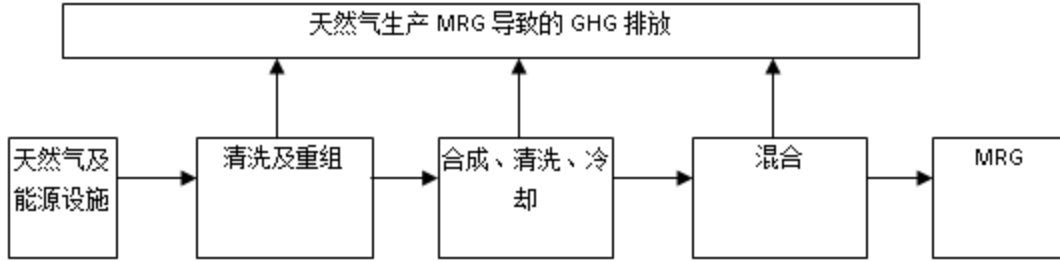 天然气生产 MRG 导致的 GHG 排放
天然气及
能源设施
清洗及重组
合成、清洗、冷
却
混合
MRG